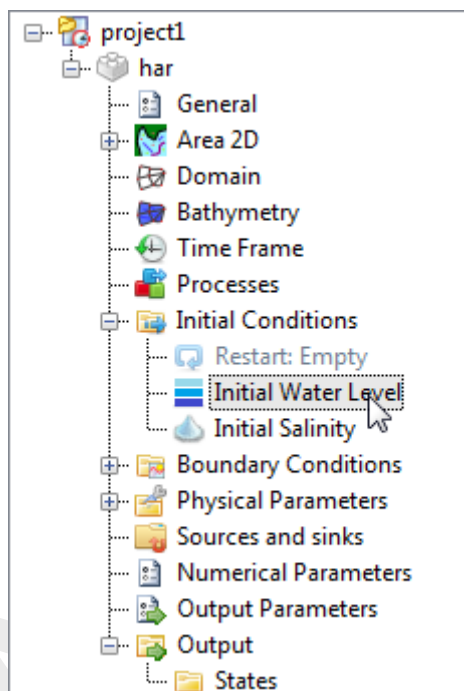 project1
har
General
Area 2D
Domain
Bathymetry
Time Frame
Processes
Initial Conditions
Restart: Empty
Initial Water Level
Initial Salinity
Boundary Conditions
Physical Parameters
Sources and sinks
Numerical Parameters
Output Parameters
Output
States